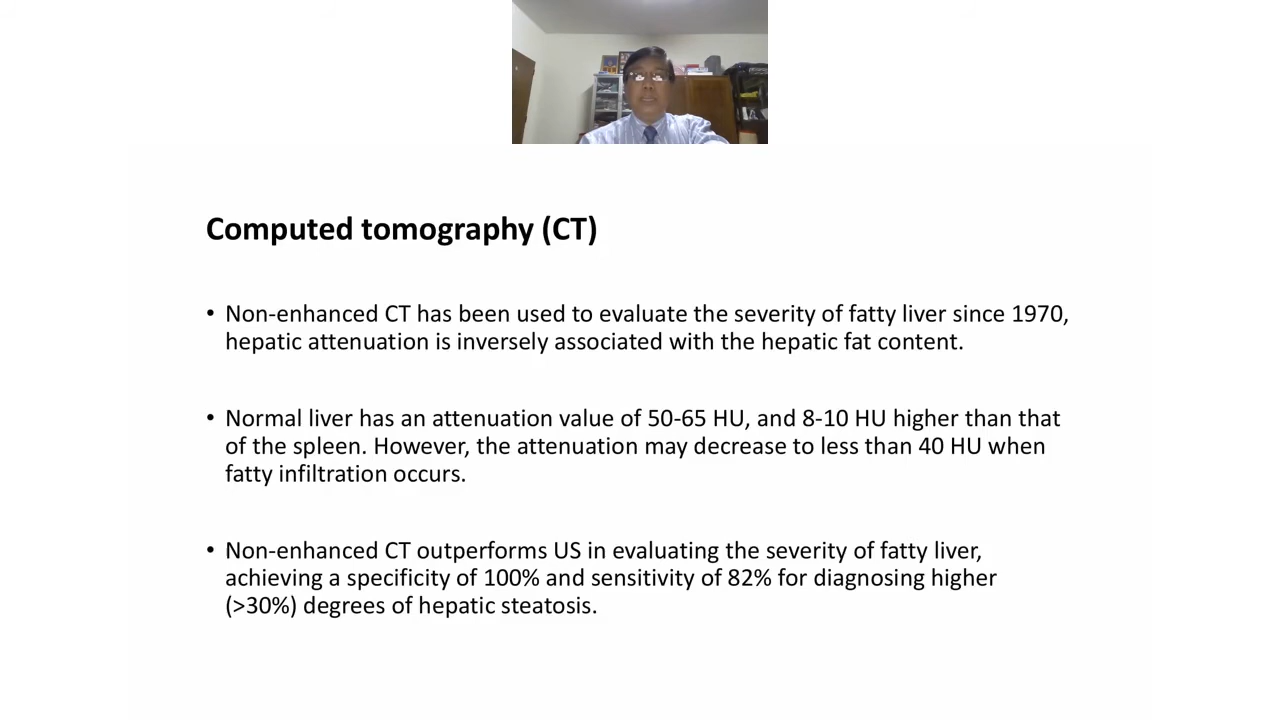 Computed tomography (CT)
• Non-enhanced CT has been used to evaluate the severity of fatty liver since 1970,
hepatic attenuation is inversely associated with the hepatic fat content.
• Normal liver has an attenuation value of 50-65 HU, and 8-10 HU higher than that
of the spleen. However, the attenuation may decrease to less than 40 HU when
fatty infiltration occurs.
• Non-enhanced CT outperforms US in evaluating the severity of fatty liver,
achieving a specificity of 100% and sensitivity of 82% for diagnosing higher
(>30%) degrees of hepatic steatosis.